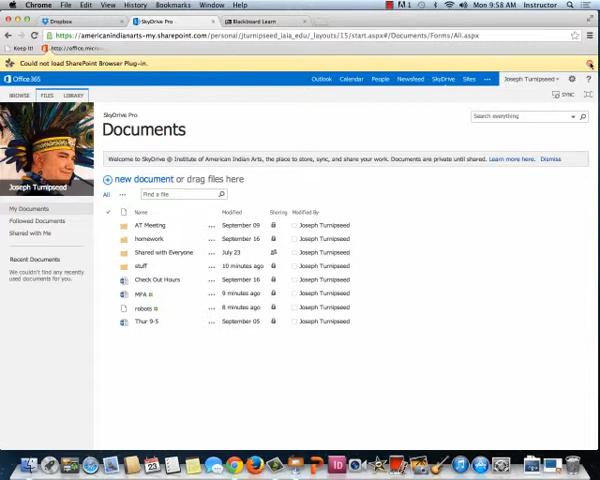 Chrome File Edit View History Bookmarks Window Help Mon 9:58 AM Instructor
Dropbox SkyDrive Pro Blackboard Learn
https://americanindianarts-my.sharepoint.com/personal/jturnipseed_iaia_edu/_layouts/15/start.aspx#/Documents/Forms/All.aspx
Keep It! http://office.micro
Could not load SharePoint Browser Plug-in.
Office 365 Outlook Calendar People Newsfeed SkyDrive Sites ••• Joseph Turnipseed ?
BROWSE FILES LIBRARY SYNC
SkyDrive Pro
Documents
Search everything
Welcome to SkyDrive @ Institute of American Indian Arts, the place to store, sync, and share your work. Documents are private until shared. Learn more here. Dismiss
new document or drag files here
All ••• Find a file
Joseph Turnipseed
My Documents
Followed Documents
Shared with Me
Recent Documents
We couldn't find any recently
used documents for you.
Name Modified Sharing Modified By
AT Meeting ••• September 09 Joseph Turnipseed
homework ••• September 16 Joseph Turnipseed
Shared with Everyone ••• July 23 Joseph Turnipseed
stuff ••• 10 minutes ago Joseph Turnipseed
Check Out Hours ••• September 16 Joseph Turnipseed
MFA ••• 9 minutes ago Joseph Turnipseed
robots ••• 8 minutes ago Joseph Turnipseed
Thur 9-5 ••• September 05 Joseph Turnipseed
23